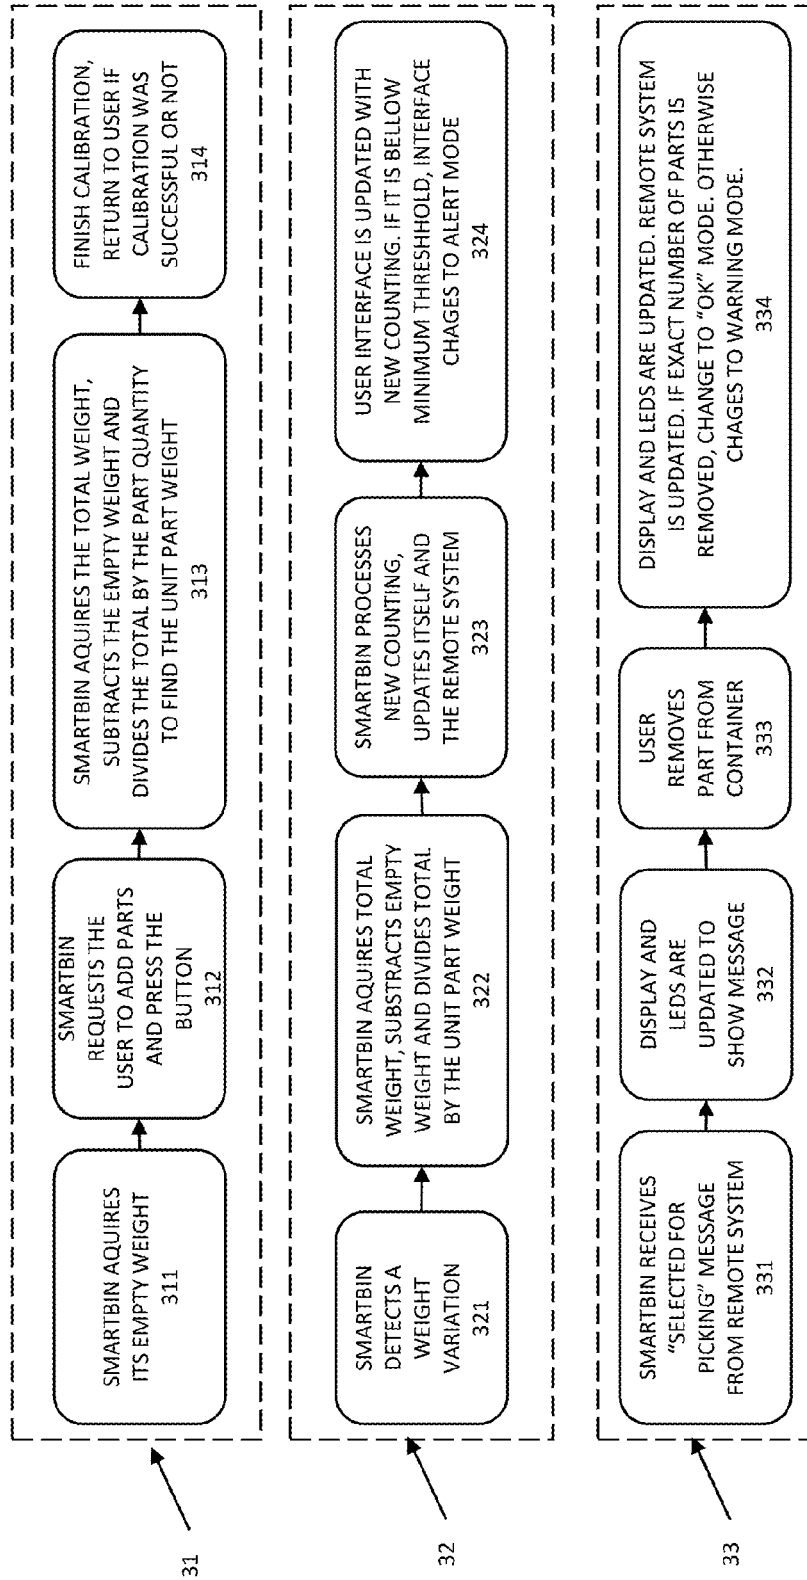 31
SMARTBIN AQUIRES
ITS EMPTY WEIGHT
311
SMARTBIN
REQUESTS THE
USER TO ADD PARTS
AND PRESS THE
BUTTON
312
SMARTBIN AQUIRES THE TOTAL WEIGHT,
SUBTRACTS THE EMPTY WEIGHT AND
DIVIDES THE TOTAL BY THE PART QUANTITY
TO FIND THE UNIT PART WEIGHT
313
FINISH CALIBRATION,
RETURN TO USER IF
CALIBRATION WAS
SUCCESSFUL OR NOT
314
32
SMARTBIN
DETECTS A
WEIGHT
VARIATION
321
SMARTBIN AQUIRES TOTAL
WEIGHT, SUBSTRACTS EMPTY
WEIGHT AND DIVIDES TOTAL
BY THE UNIT PART WEIGHT
322
SMARTBIN PROCESSES
NEW COUNTING,
UPDATES ITSELF AND
THE REMOTE SYSTEM
323
USER INTERFACE IS UPDATED WITH
NEW COUNTING. IF IT IS BELLOW
MINIMUM THRESHHOLD, INTERFACE
CHAGES TO ALERT MODE
324
33
SMARTBIN RECEIVES
“SELECTED FOR
PICKING” MESSAGE
FROM REMOTE SYSTEM
331
DISPLAY AND
LEDS ARE
UPDATED TO
SHOW MESSAGE
332
USER
REMOVES
PART FROM
CONTAINER
333
DISPLAY AND LEDS ARE UPDATED. REMOTE SYSTEM
IS UPDATED. IF EXACT NUMBER OF PARTS IS
REMOVED, CHANGE TO “OK” MODE. OTHERWISE
CHAGES TO WARNING MODE.
334